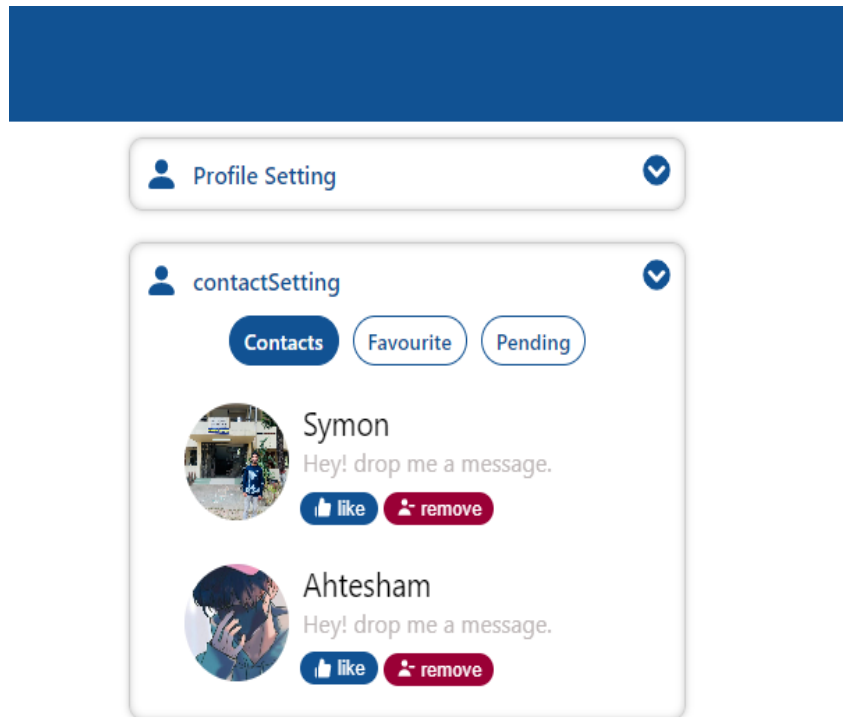 Profile Setting
contactSetting
Contacts Favourite Pending
Symon
Hey! drop me a message.
like remove
Ahtesham
Hey! drop me a message.
like remove